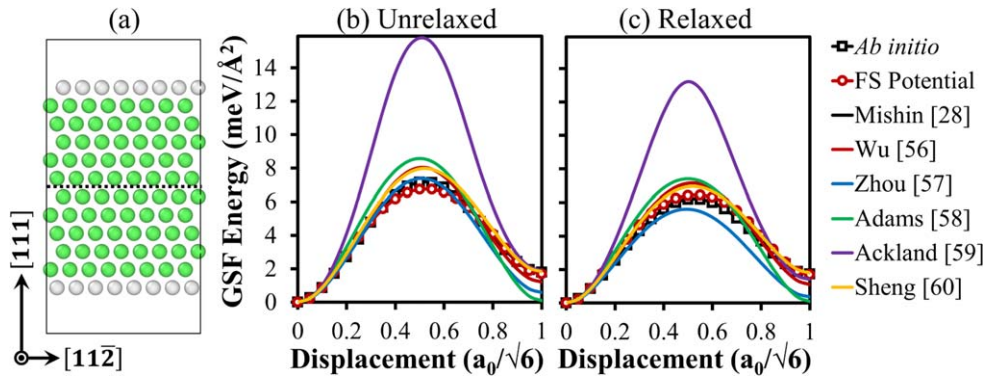 (a)
[111]
[112̄]
(b) Unrelaxed
(c) Relaxed
GSF Energy (meV/Å²)
14
12
10
8
6
4
2
0
0
0.2
0.4
0.6
0.8
1
0
0.2
0.4
0.6
0.8
1
Displacement (a₀/√6)
Displacement (a₀/√6)
Ab initio
FS Potential
Mishin [28]
Wu [56]
Zhou [57]
Adams [58]
Ackland [59]
Sheng [60]